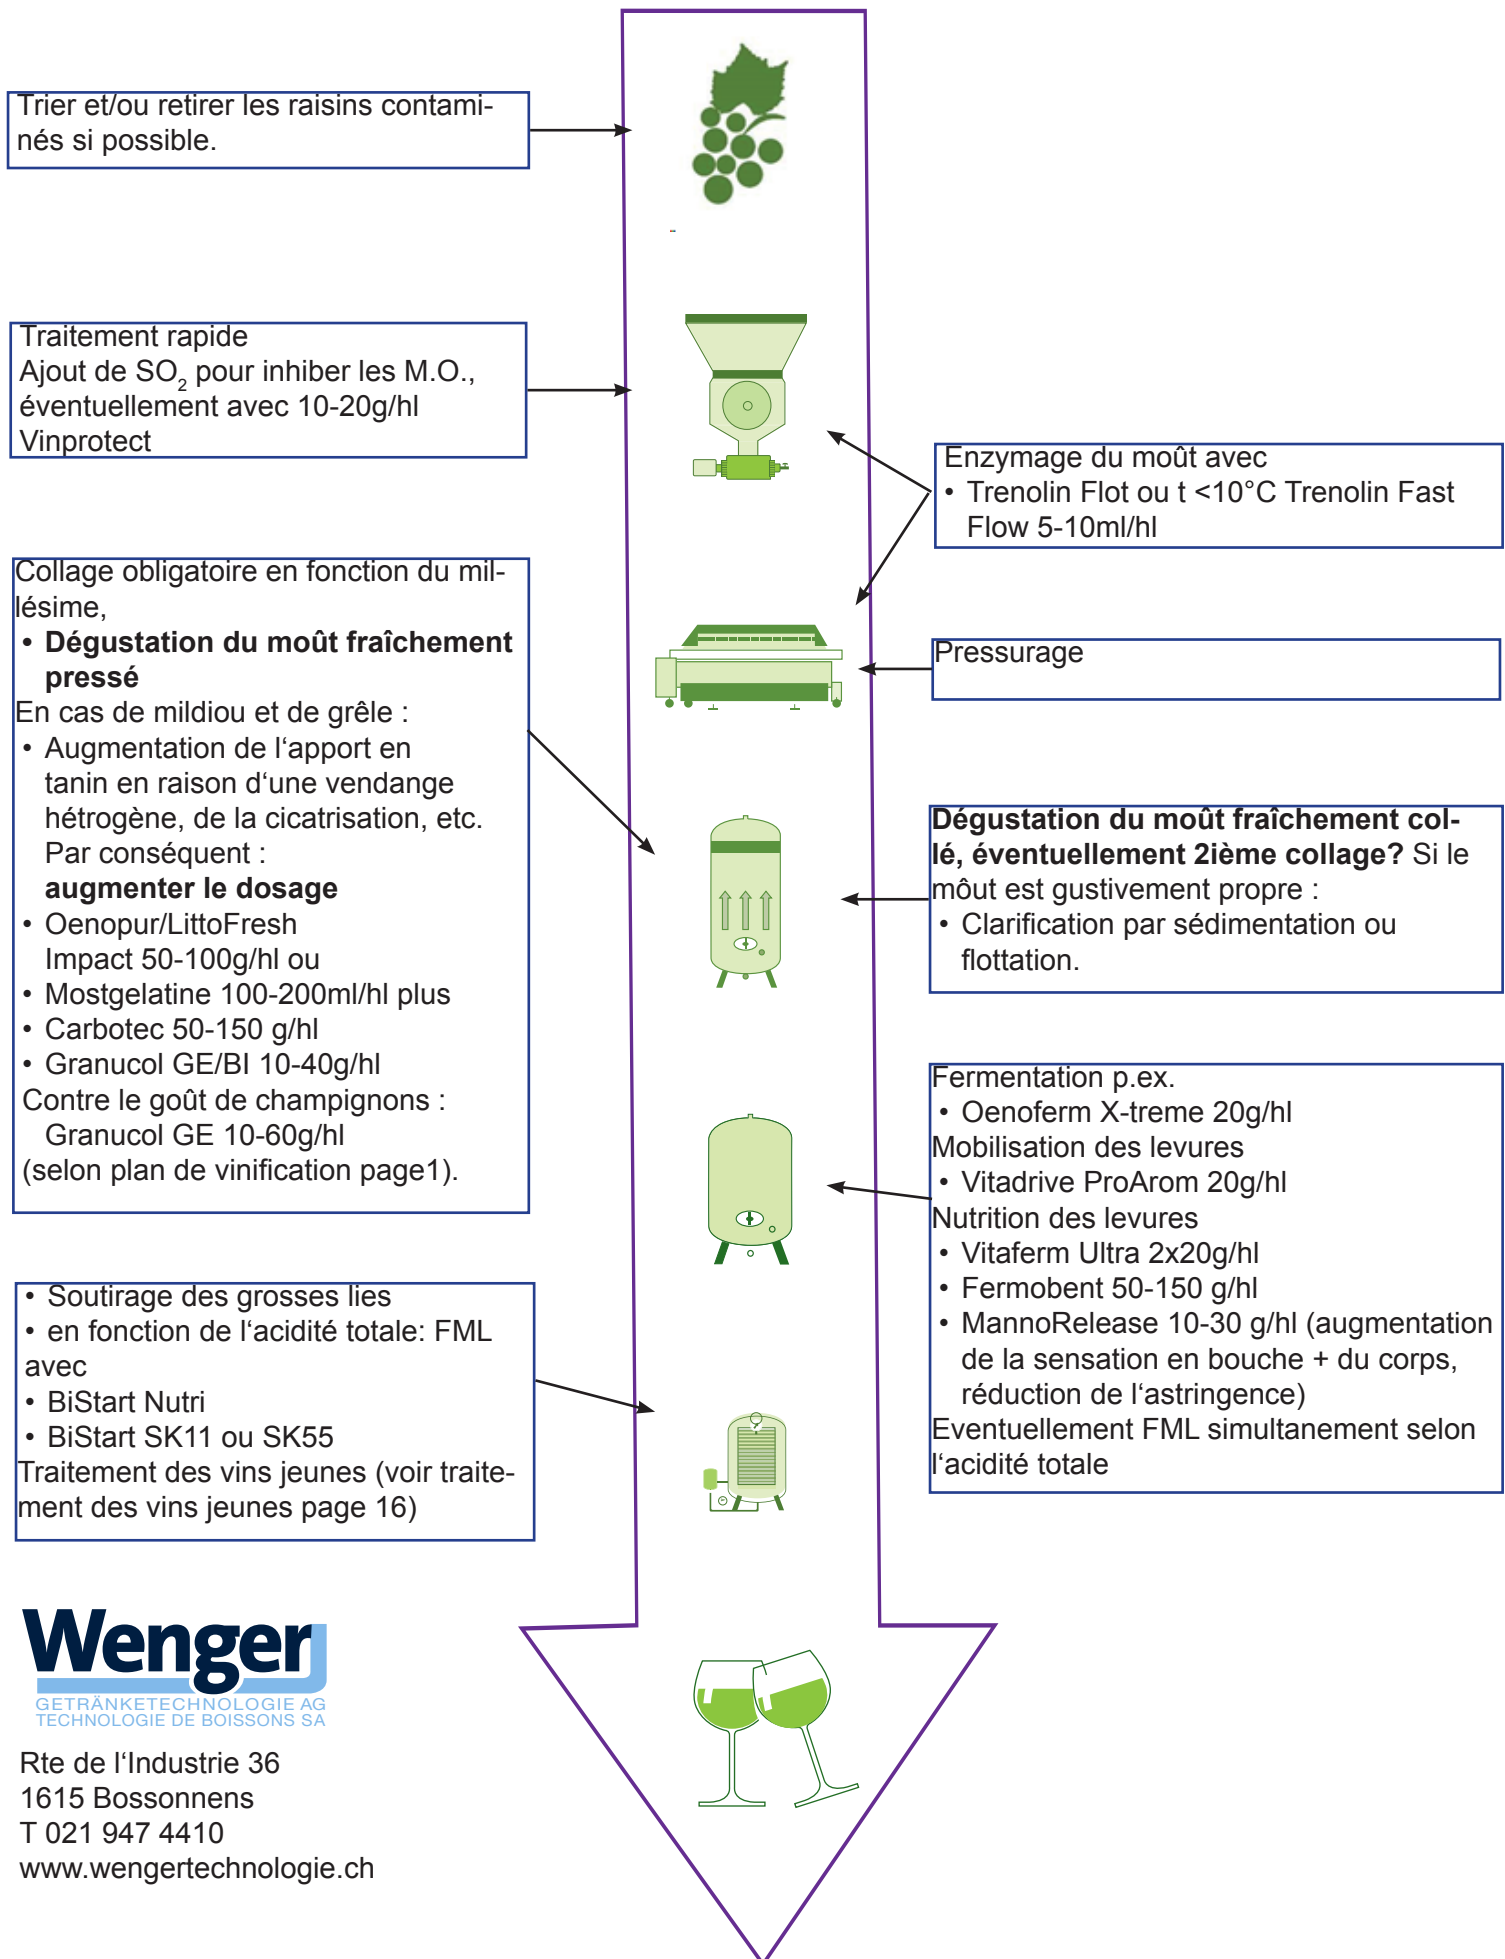 Trier et/ou retirer les raisins contami-
nés si possible.
Traitement rapide
Ajout de SO₂ pour inhiber les M.O.,
éventuellement avec 10-20g/hl
Vinprotect
Enzymage du moût avec
• Trenolin Flot ou t <10°C Trenolin Fast
Flow 5-10ml/hl
Collage obligatoire en fonction du mil-
lésime,
• Dégustation du moût fraîchement
pressé
En cas de mildiou et de grêle :
• Augmentation de l‘apport en
tanin en raison d‘une vendange
hétrogène, de la cicatrisation, etc.
Par conséquent :
augmenter le dosage
• Oenopur/LittoFresh
Impact 50-100g/hl ou
• Mostgelatine 100-200ml/hl plus
• Carbotec 50-150 g/hl
• Granucol GE/BI 10-40g/hl
Contre le goût de champignons :
Granucol GE 10-60g/hl
(selon plan de vinification page1).
Pressurage
Dégustation du moût fraîchement col-
lé, éventuellement 2ième collage? Si le
môut est gustivement propre :
• Clarification par sédimentation ou
flottation.
Fermentation p.ex.
• Oenoferm X-treme 20g/hl
Mobilisation des levures
• Vitadrive ProArom 20g/hl
Nutrition des levures
• Vitaferm Ultra 2x20g/hl
• Fermobent 50-150 g/hl
• MannoRelease 10-30 g/hl (augmentation
de la sensation en bouche + du corps,
réduction de l‘astringence)
Eventuellement FML simultanement selon
l‘acidité totale
• Soutirage des grosses lies
• en fonction de l‘acidité totale: FML
avec
• BiStart Nutri
• BiStart SK11 ou SK55
Traitement des vins jeunes (voir traite-
ment des vins jeunes page 16)
Wenger
GETRÄNKETECHNOLOGIE AG
TECHNOLOGIE DE BOISSONS SA
Rte de l‘Industrie 36
1615 Bossonnens
T 021 947 4410
www.wengertechnologie.ch